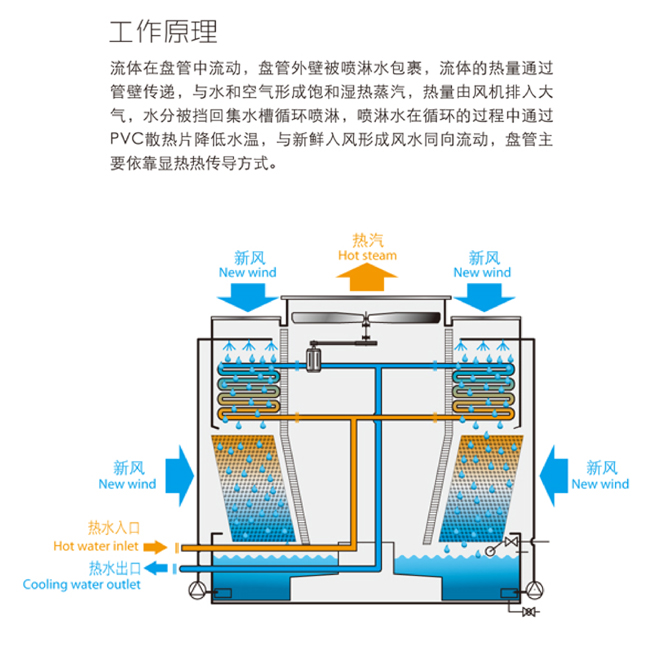 工作原理
流体在盘管中流动，盘管外壁被喷淋水包裹，流体的热量通过
管壁传递，与水和空气形成饱和湿热蒸汽，热量由风机排入大
气，水分被挡回集水槽循环喷淋，喷淋水在循环的过程中通过
PVC散热片降低水温，与新鲜入风形成风水同向流动，盘管主
要依靠显热热传导方式。
热汽
Hot steam
新风
New wind
新风
New wind
新风
New wind
新风
New wind
热水入口
Hot water inlet
热水出口
Cooling water outlet